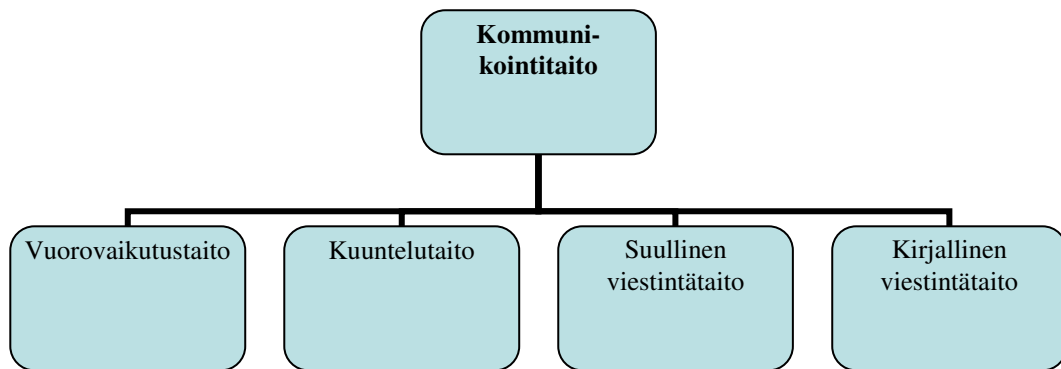 Kommuni-
kointitaito
Vuorovaikutustaito
Kuuntelutaito
Suullinen
viestintätaito
Kirjallinen
viestintätaito